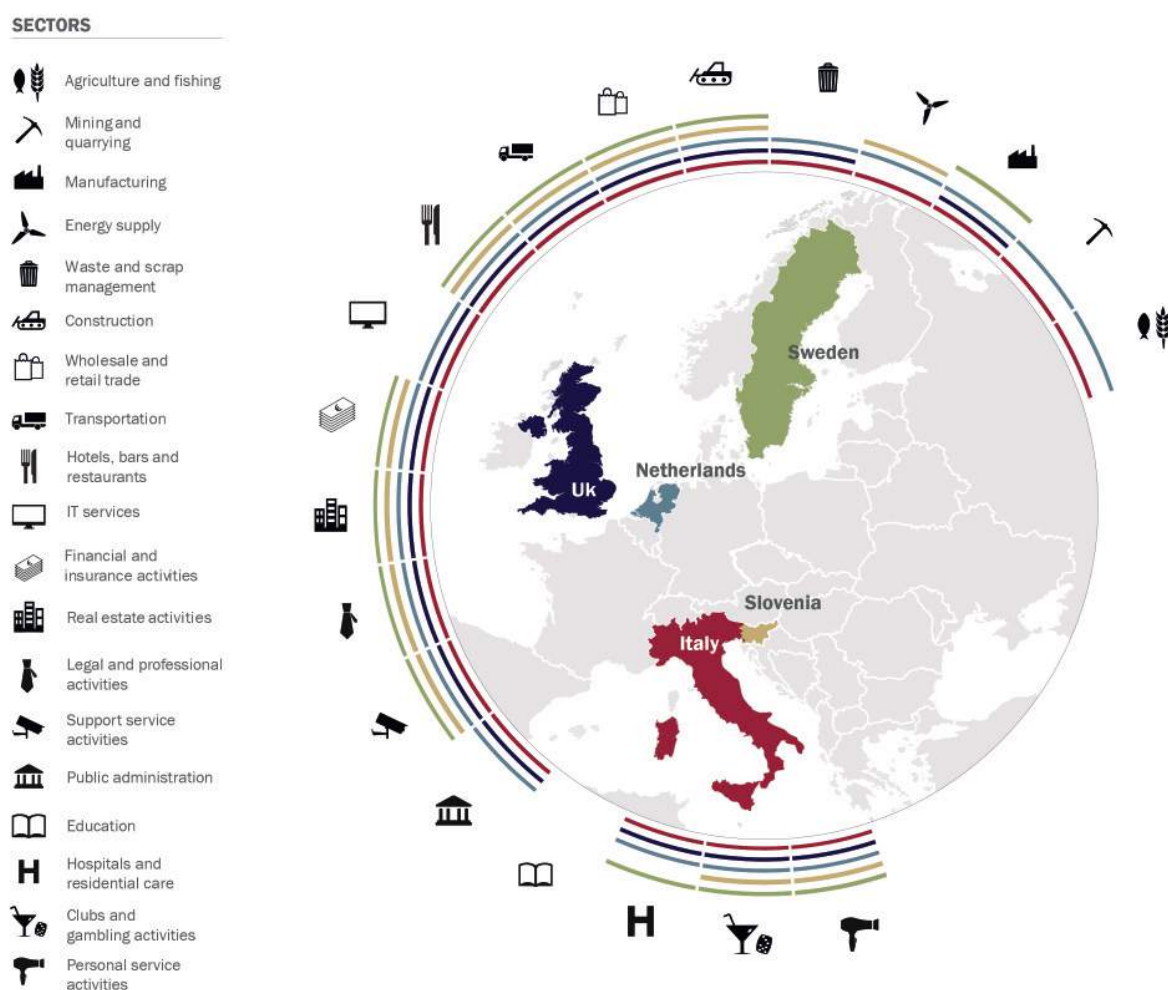 SECTORS
Agriculture and fishing
Mining and
quarrying
Manufacturing
Energy supply
Waste and scrap
management
Construction
Wholesale and
retail trade
Transportation
Hotels, bars and
restaurants
IT services
Financial and
insurance activities
Real estate activities
Legal and professional
activities
Support service
activities
Public administration
Education
H
Hospitals and
residential care
Clubs and
gambling activities
Personal service
activities
Sweden
Netherlands
Uk
Slovenia
Italy
H